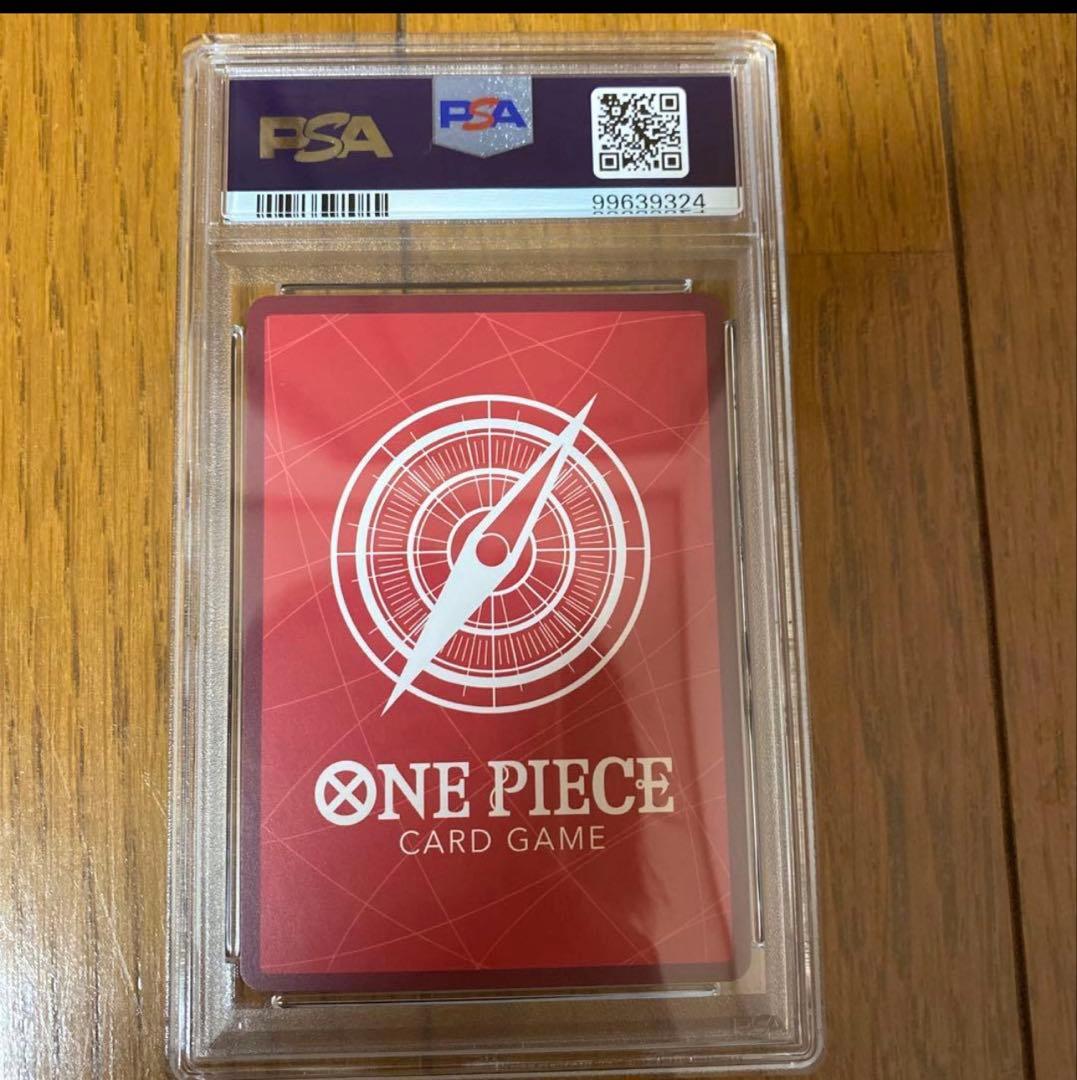 PSA
PSA
99639324
ONE PIECE
CARD GAME